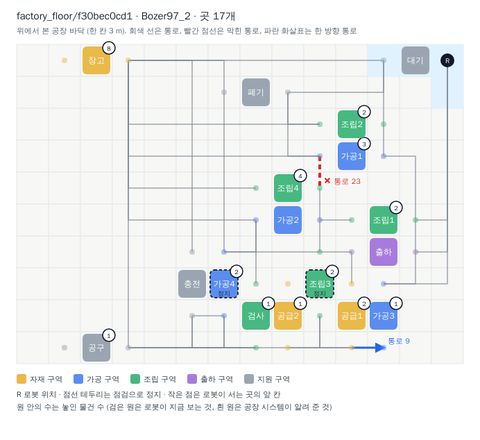 factory_floor/f30bec0cd1 · Bozer97_2 · 곳 17개
위에서 본 공장 바닥 (한 칸 3 m). 회색 선은 통로, 빨간 점선은 막힌 통로, 파란 화살표는 한 방향 통로
창고 8
대기
R
폐기
조립2 2
가공1 3
× 통로 23
조립4 4
가공2
조립1 2
출하
충전
가공4 2
정지
조립3 2
정지
검사 1
공급2 1
공급1 2
가공3 1
통로 9
공구 1
자재 구역
가공 구역
조립 구역
출하 구역
지원 구역
R 로봇 위치 · 점선 테두리는 점검으로 정지 · 작은 점은 로봇이 서는 곳의 앞 칸
원 안의 수는 놓인 물건 수 (검은 원은 로봇이 지금 보는 것, 흰 원은 공장 시스템이 알려 준 것)